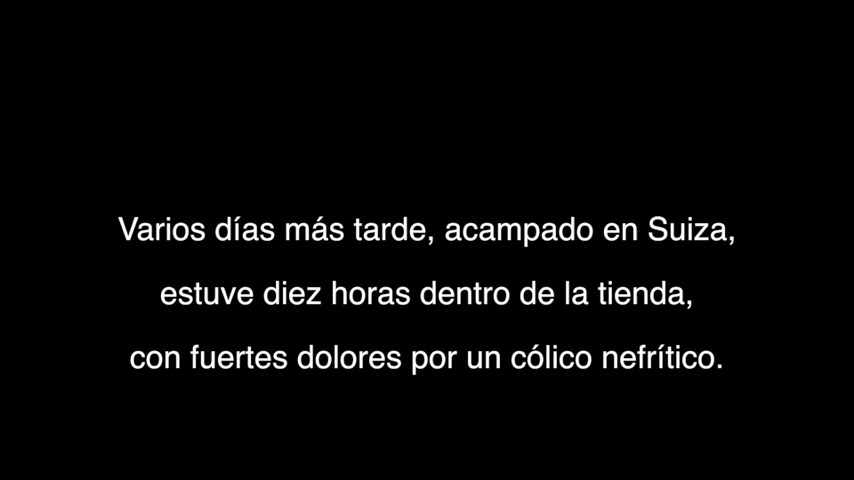 Varios días más tarde, acampado en Suiza,
estuve diez horas dentro de la tienda,
con fuertes dolores por un cólico nefrítico.